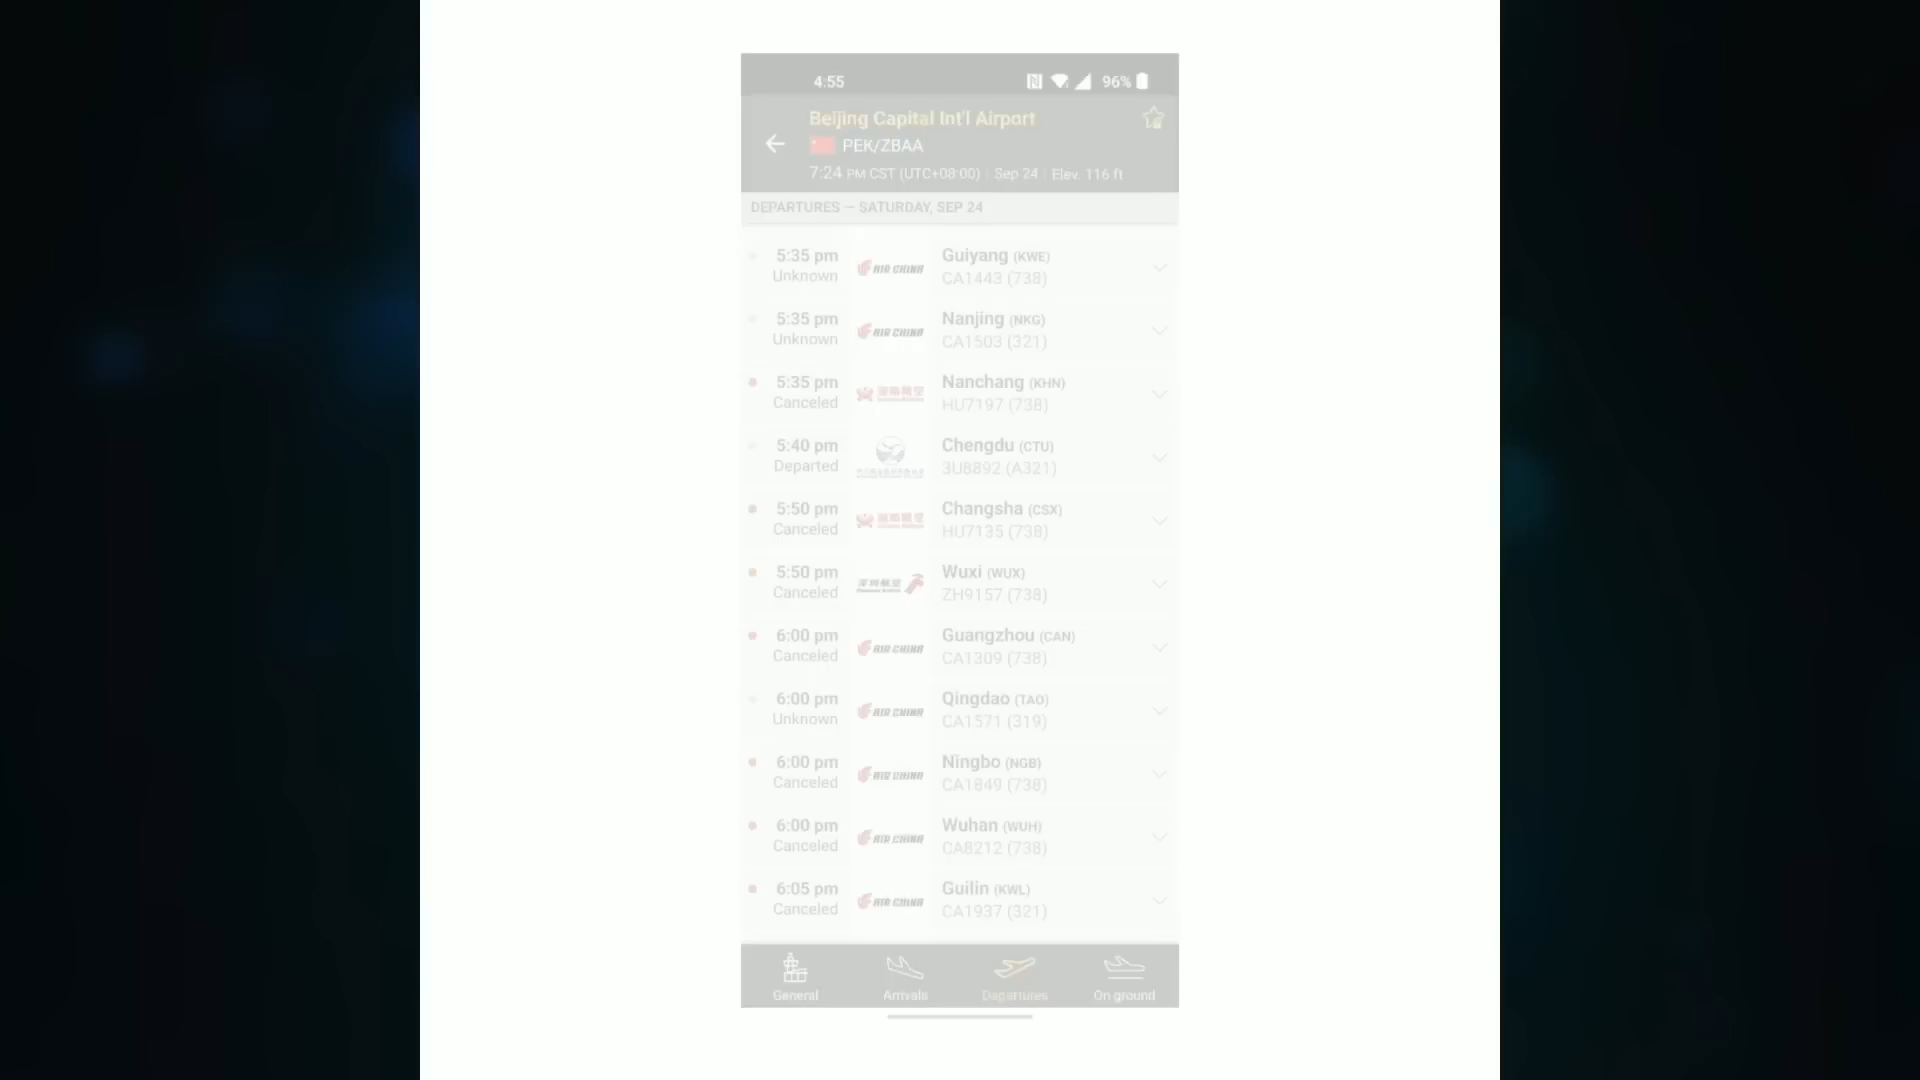 4:55
96%
Beijing Capital Int'l Airport
PEK/ZBAA
7:24 PM CST (UTC+08:00) | Sep 24 | Elev. 116 ft
DEPARTURES — SATURDAY, SEP 24
5:35 pm AIR CHINA Guiyang (KWE)
Unknown CA1443 (738)
5:35 pm AIR CHINA Nanjing (NKG)
Unknown CA1503 (321)
5:35 pm Nanchang (KHN)
Canceled HU7197 (738)
5:40 pm Chengdu (CTU)
Departed 3U8892 (A321)
5:50 pm Changsha (CSX)
Canceled HU7135 (738)
5:50 pm Wuxi (WUX)
Canceled ZH9157 (738)
6:00 pm AIR CHINA Guangzhou (CAN)
Canceled CA1309 (738)
6:00 pm AIR CHINA Qingdao (TAO)
Unknown CA1571 (319)
6:00 pm AIR CHINA Ningbo (NGB)
Canceled CA1849 (738)
6:00 pm AIR CHINA Wuhan (WUH)
Canceled CA8212 (738)
6:05 pm AIR CHINA Guilin (KWL)
Canceled CA1937 (321)
General Arrivals Departures On ground